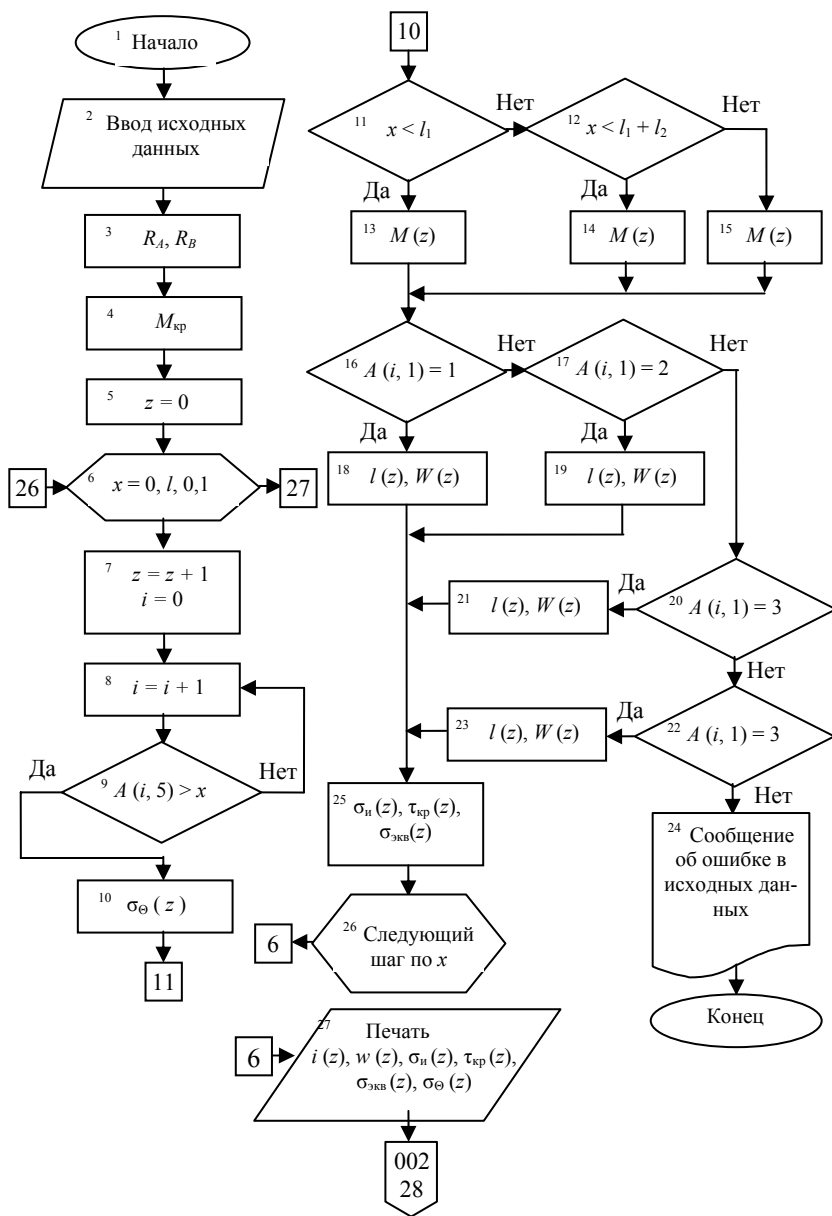 1 Начало
2 Ввод исходных
данных
3 R_A, R_B
4 M_кр
5 z = 0
26
6 x = 0, l, 0,1
27
7 z = z + 1
i = 0
8 i = i + 1
Да
9 A (i, 5) > x
Нет
10 σ_Θ ( z )
11
10
11 x < l₁
Нет
12 x < l₁ + l₂
Нет
Да
Да
13 M (z)
14 M (z)
15 M (z)
16 A (i, 1) = 1
Нет
17 A (i, 1) = 2
Нет
Да
Да
18 l (z), W (z)
19 l (z), W (z)
21 l (z), W (z)
Да
20 A (i, 1) = 3
Нет
23 l (z), W (z)
Да
22 A (i, 1) = 3
Нет
25 σ_и (z), τ_кр (z),
σ_экв(z)
24 Сообщение
об ошибке в
исходных дан-
ных
6
26 Следующий
шаг по x
Конец
6
27 Печать
i (z), w (z), σ_и (z), τ_кр (z),
σ_экв (z), σ_Θ (z)
002
28